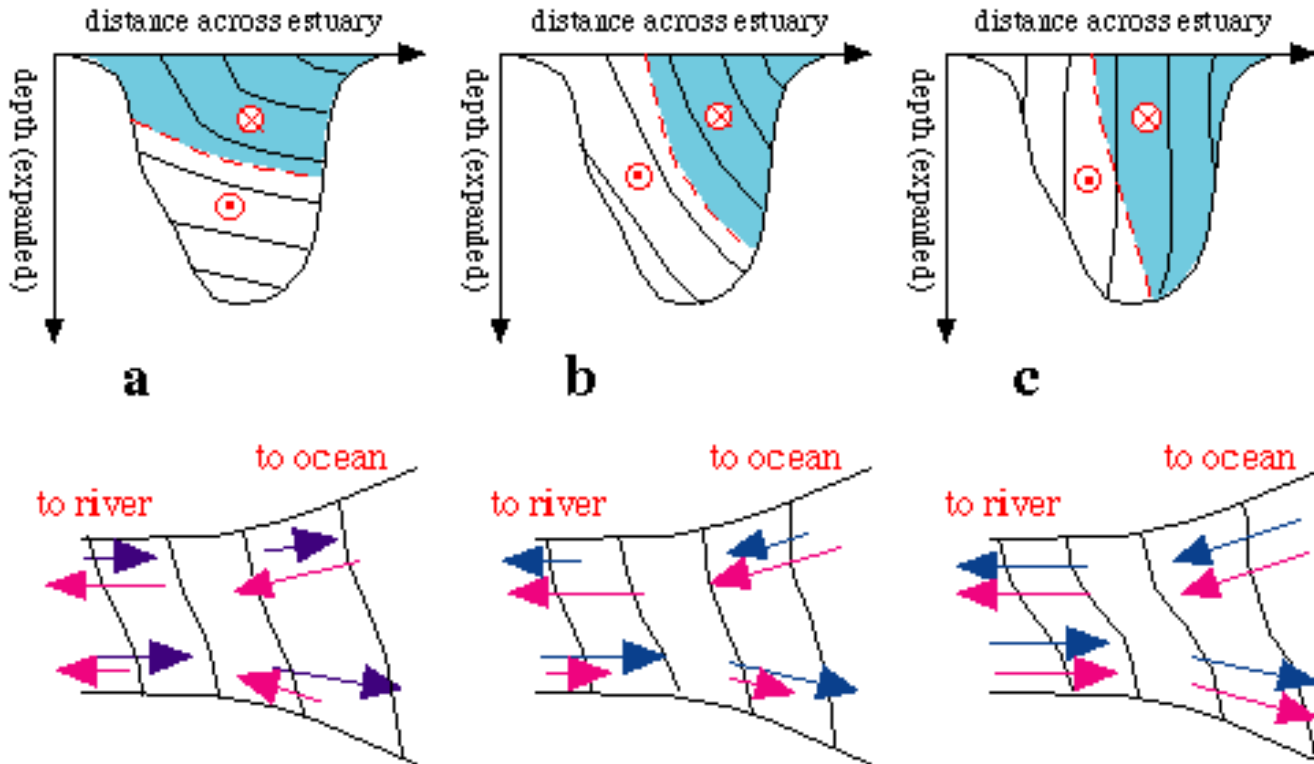 distance across estuary
distance across estuary
distance across estuary
depth (expanded)
depth (expanded)
depth (expanded)
a
b
c
to ocean
to ocean
to ocean
to river
to river
to river